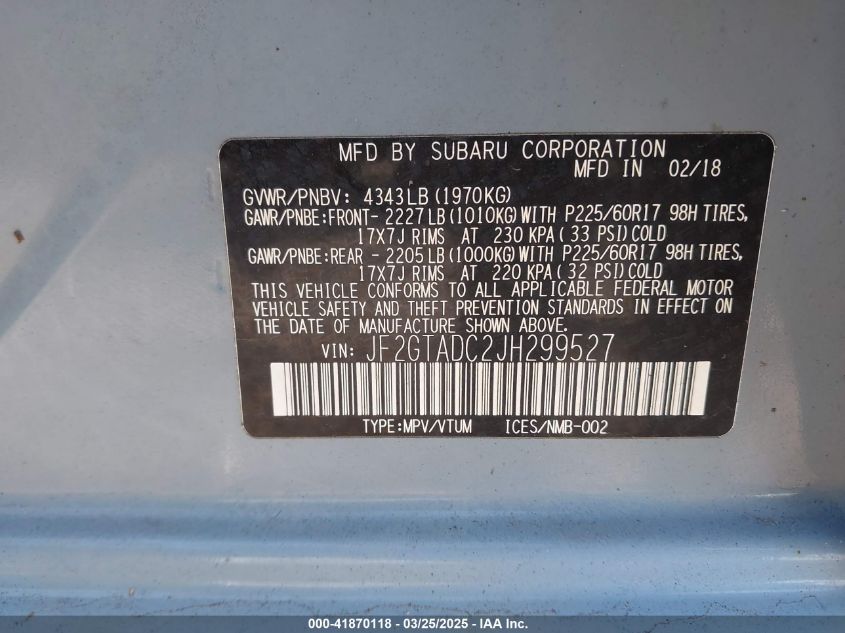 MFD BY SUBARU CORPORATION
MFD IN 02/18
GVWR/PNBV: 4343LB (1970KG)
GAWR/PNBE:FRONT- 2227LB (1010KG) WITH P225/60R17 98H TIRES,
17X7J RIMS AT 230 KPA (33 PSI) COLD
GAWR/PNBE:REAR - 2205LB (1000KG) WITH P225/60R17 98H TIRES,
17X7J RIMS AT 220 KPA (32 PSI) COLD
THIS VEHICLE CONFORMS TO ALL APPLICABLE FEDERAL MOTOR
VEHICLE SAFETY AND THEFT PREVENTION STANDARDS IN EFFECT ON
THE DATE OF MANUFACTURE SHOWN ABOVE.
VIN: JF2GTADC2JH299527
TYPE:MPV/VTUM ICES/NMB-002
000-41870118 - 03/25/2025 - IAAI.COM